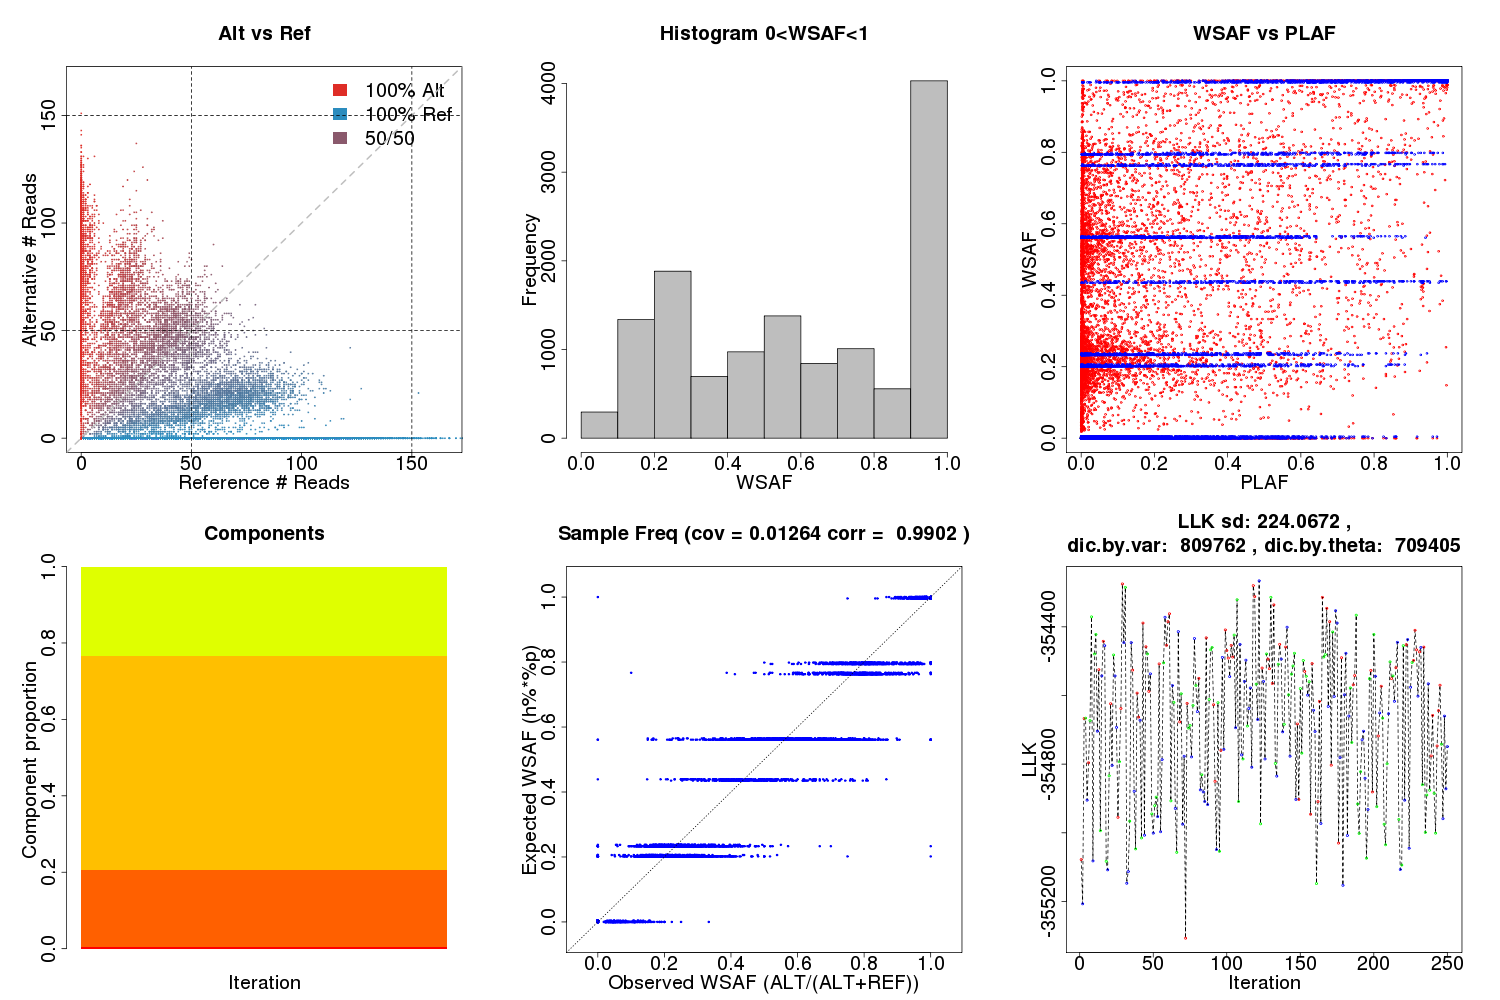 Alt vs Ref
Alternative # Reads
0
50
100
150
100% Alt
100% Ref
50/50
0
50
100
150
Reference # Reads
Histogram 0<WSAF<1
Frequency
0
1000
2000
3000
4000
0.0
0.2
0.4
0.6
0.8
1.0
WSAF
WSAF vs PLAF
WSAF
0.0
0.2
0.4
0.6
0.8
1.0
0.0
0.2
0.4
0.6
0.8
1.0
PLAF
Components
Component proportion
0.0
0.2
0.4
0.6
0.8
1.0
Iteration
Sample Freq (cov = 0.01264 corr = 0.9902 )
Expected WSAF (h%*%p)
0.0
0.2
0.4
0.6
0.8
1.0
0.0
0.2
0.4
0.6
0.8
1.0
Observed WSAF (ALT/(ALT+REF))
LLK sd: 224.0672 ,
dic.by.var: 809762 , dic.by.theta: 709405
LLK
-355200
-354800
-354400
0
50
100
150
200
250
Iteration